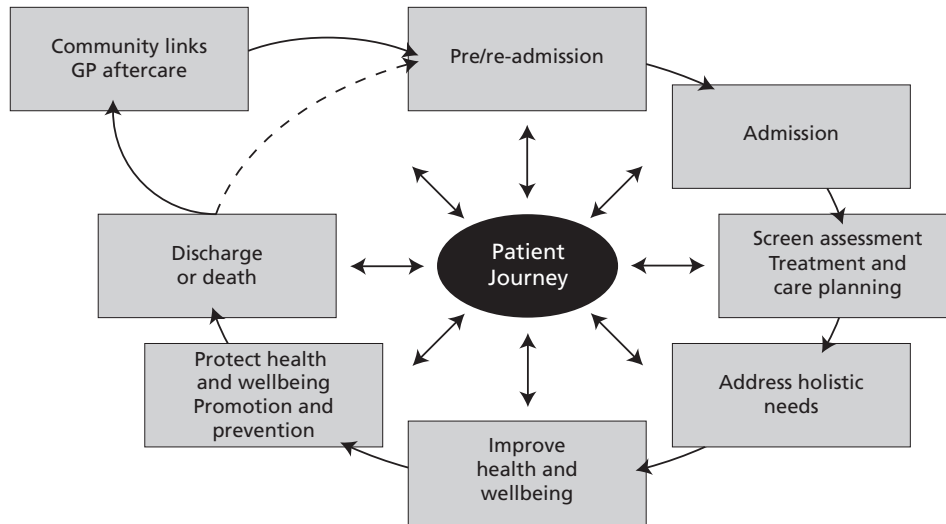 Community links
GP aftercare
Pre/re-admission
Admission
Screen assessment
Treatment and
care planning
Address holistic
needs
Improve
health and
wellbeing
Protect health
and wellbeing
Promotion and
prevention
Discharge
or death
Patient
Journey